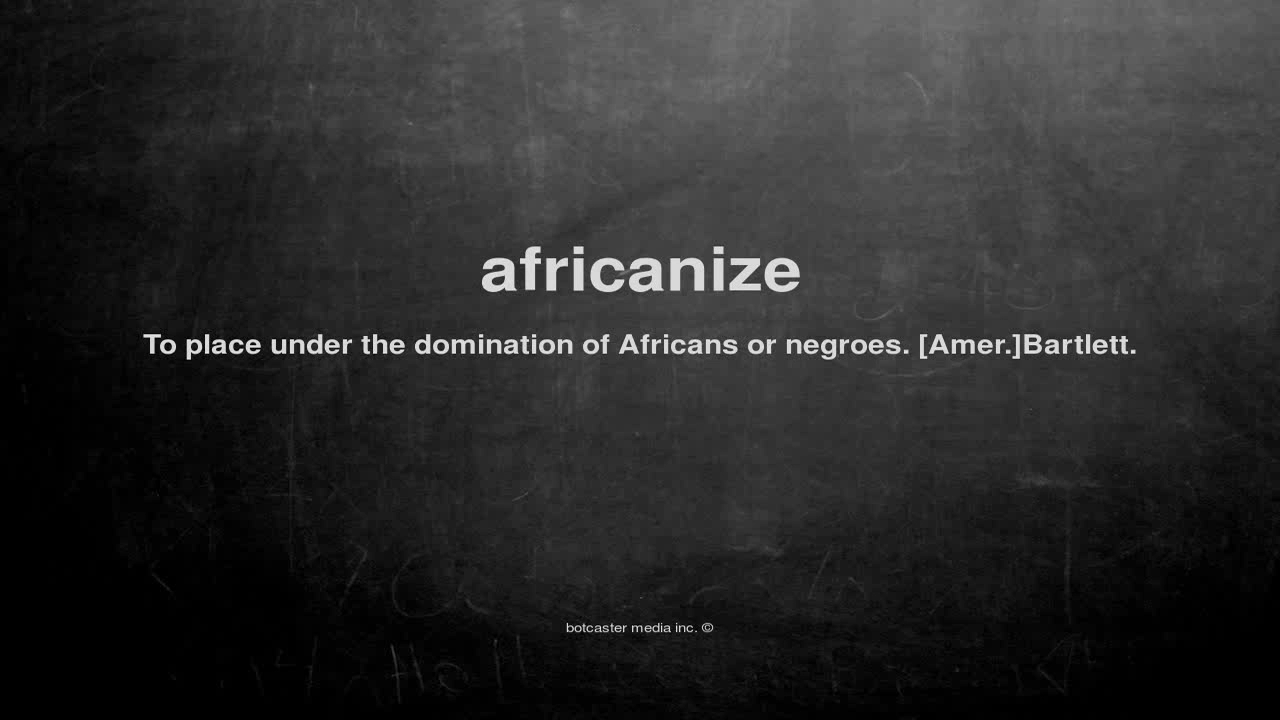 africanize
To place under the domination of Africans or negroes. [Amer.]Bartlett.
botcaster media inc. ©